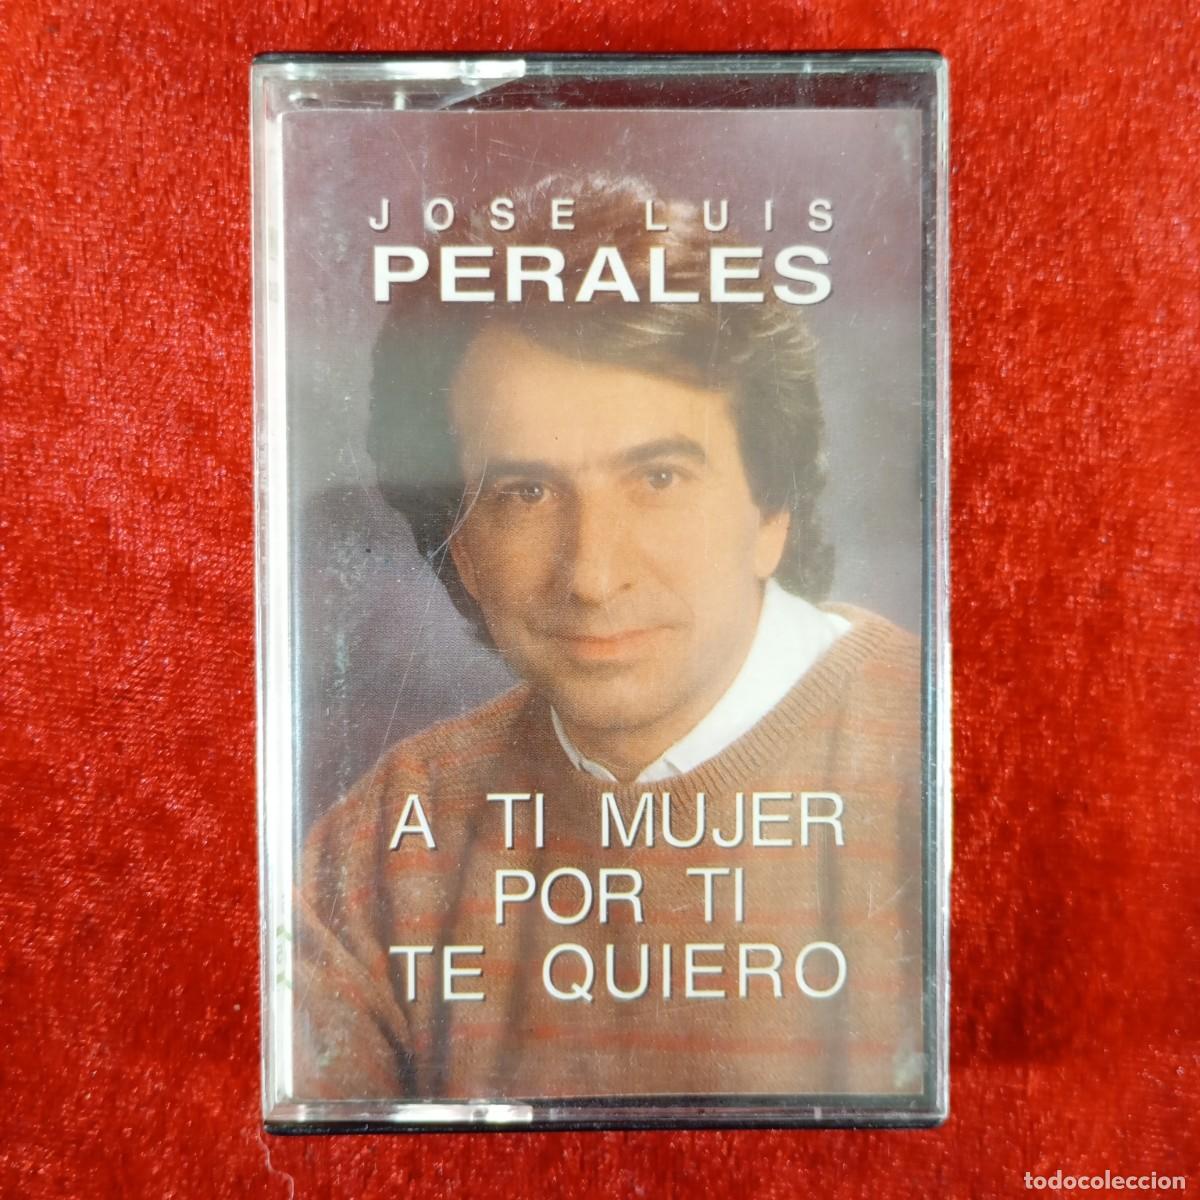 JOSE LUIS
PERALES
A TI MUJER
POR TI
TE QUIERO
todocoleccion